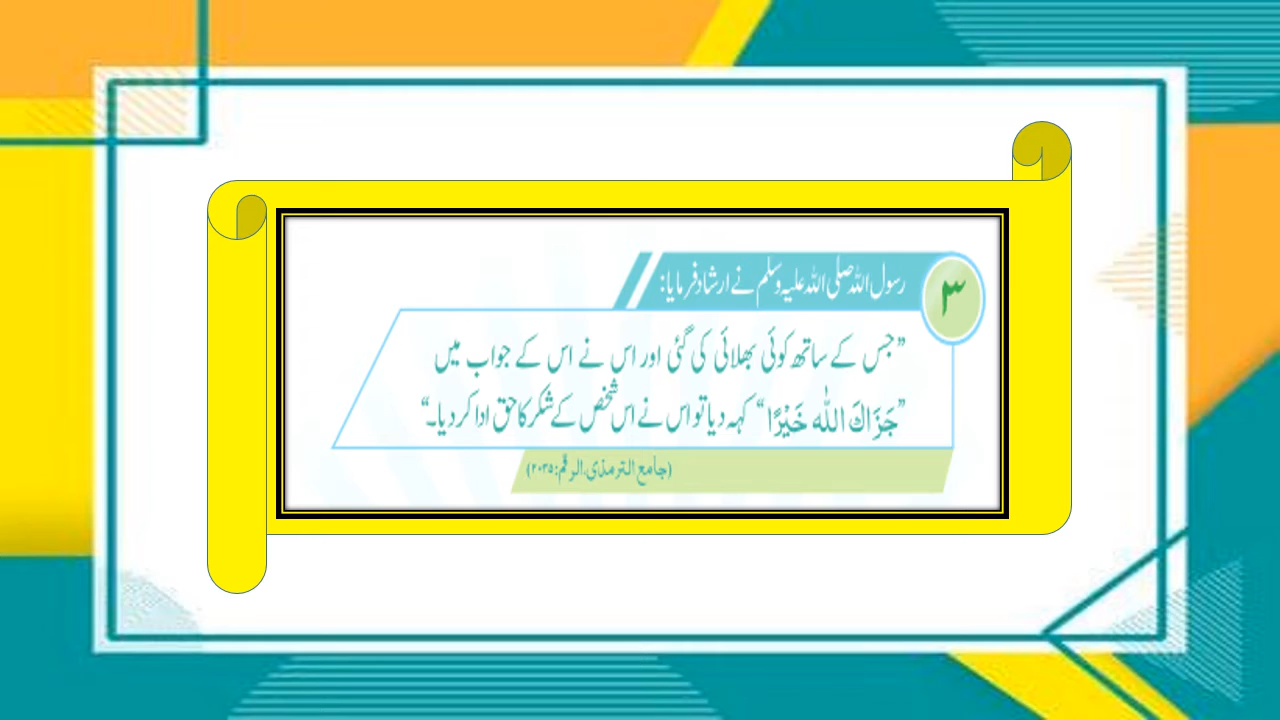 ۳
رسول اللہ صلی اللہ علیہ وسلم نے ارشاد فرمایا:
”جس کے ساتھ کوئی بھلائی کی گئی اور اس نے اس کے جواب میں
”جَزَاكَ اللّٰه خَيْرًا“ کہہ دیا تو اس نے اس شخص کے شکر کا حق ادا کر دیا۔“
(جامع الترمذی، الرقم: ۲۰۳۵)